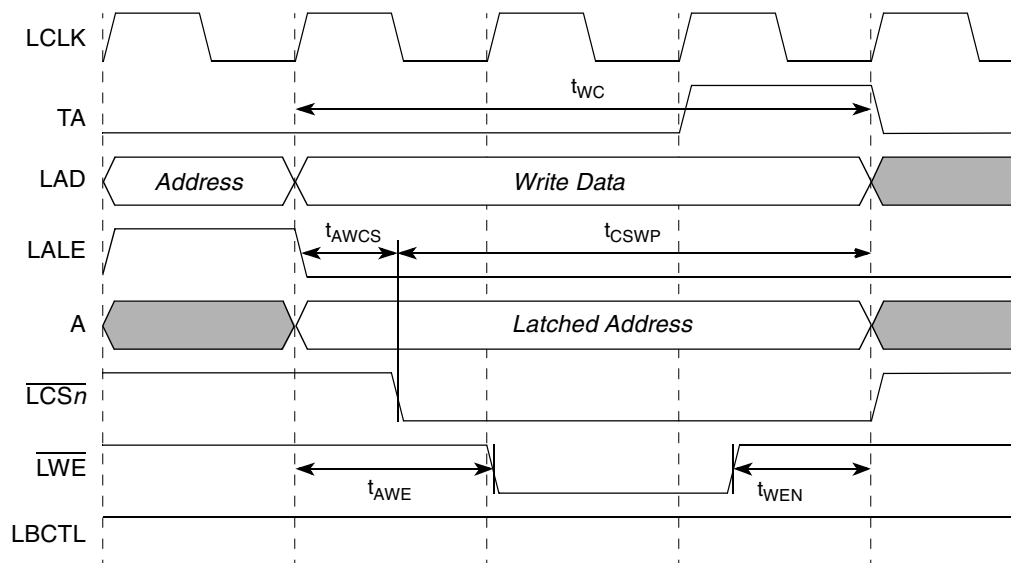 LCLK
t_WC
TA
LAD Address Write Data
t_AWCS t_CSWP
LALE
A Latched Address
LCSn
LWE
t_AWE t_WEN
LBCTL